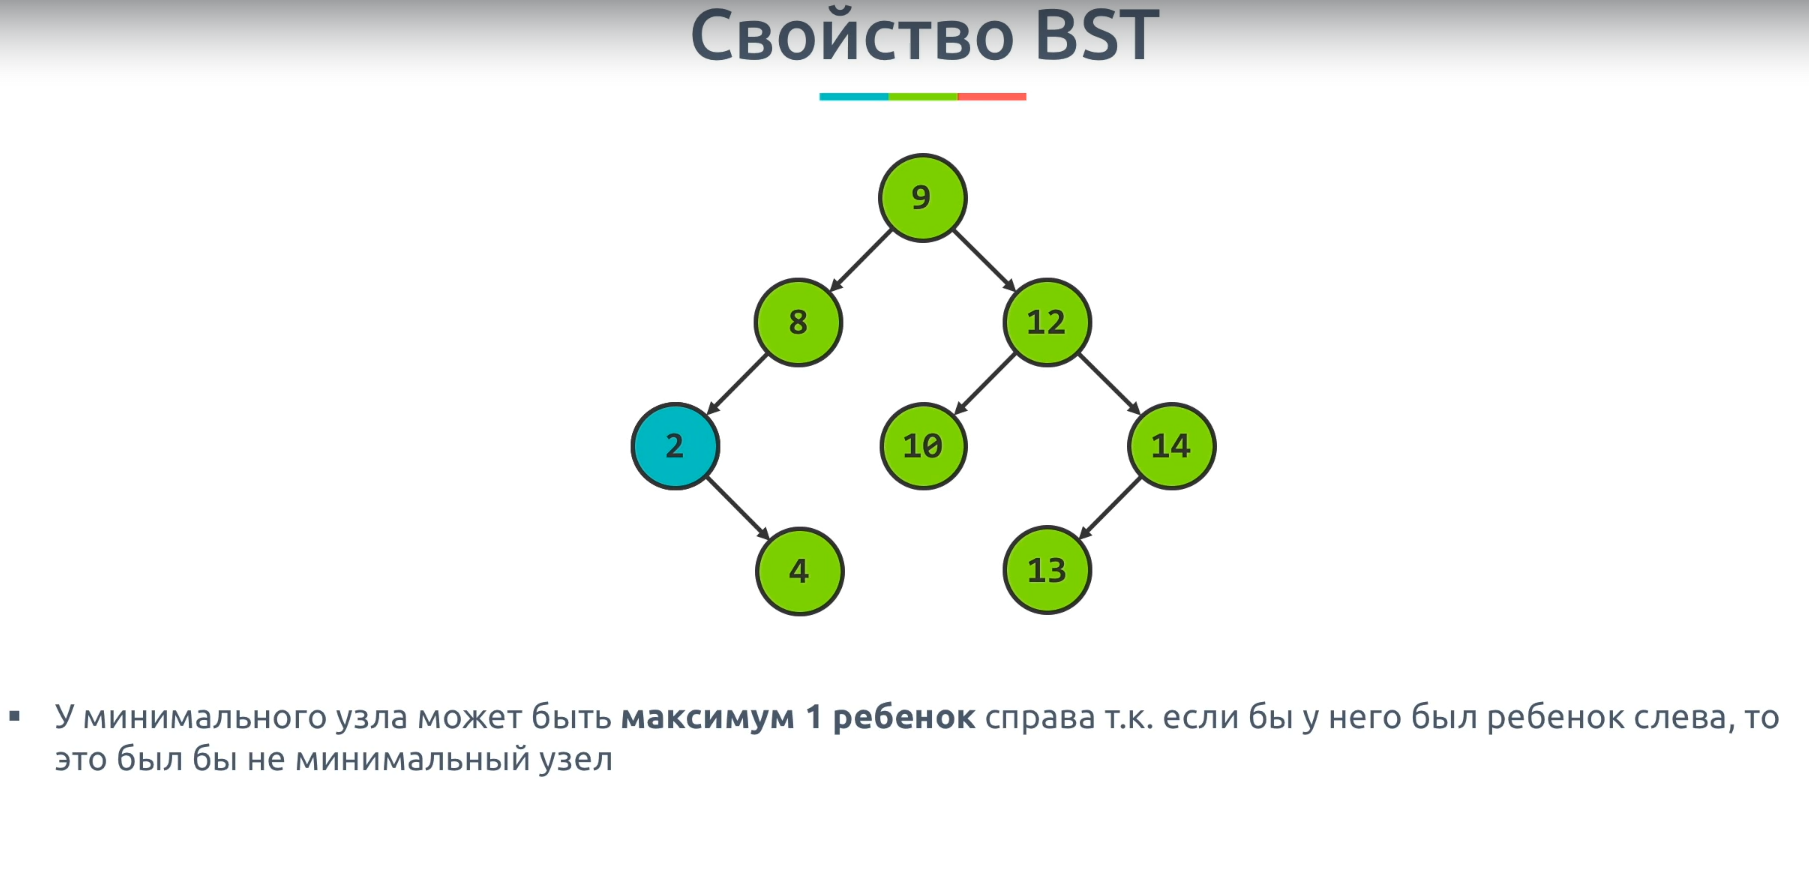 Свойство BST
9
8
12
2
10
14
4
13
▪ У минимального узла может быть максимум 1 ребенок справа т.к. если бы у него был ребенок слева, то
это был бы не минимальный узел